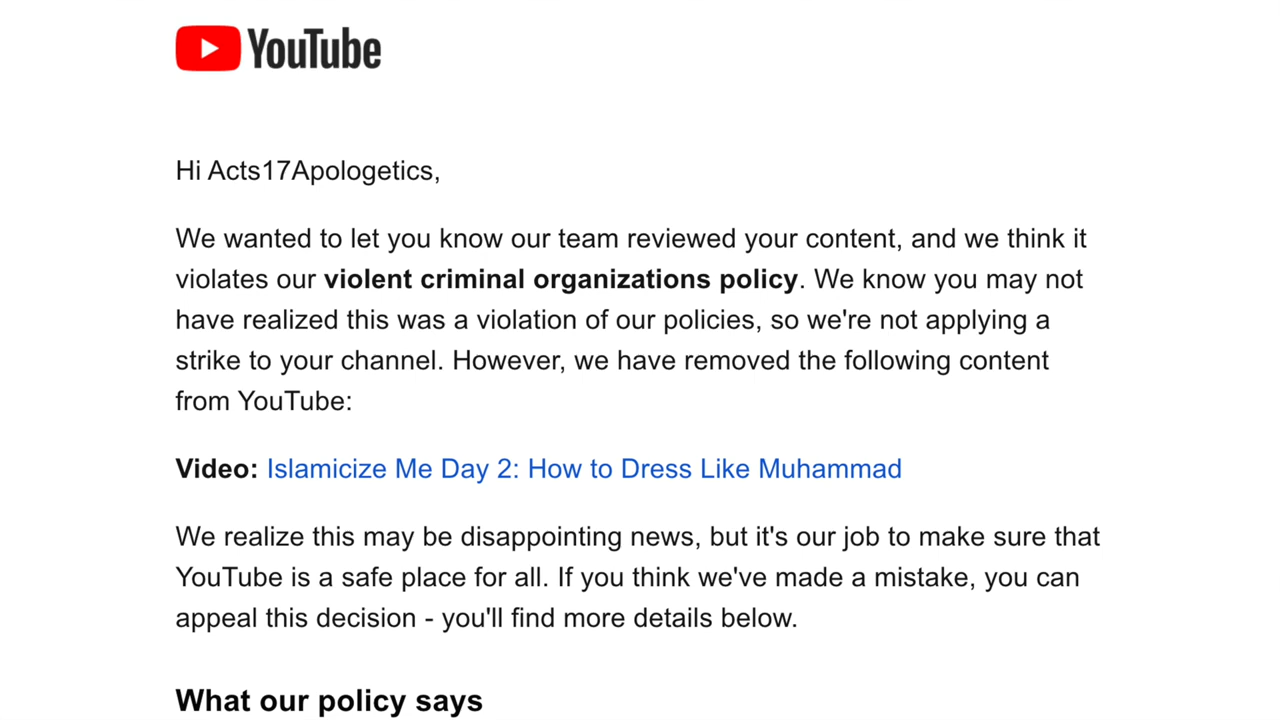 YouTube
Hi Acts17Apologetics,
We wanted to let you know our team reviewed your content, and we think it
violates our violent criminal organizations policy. We know you may not
have realized this was a violation of our policies, so we're not applying a
strike to your channel. However, we have removed the following content
from YouTube:
Video: Islamicize Me Day 2: How to Dress Like Muhammad
We realize this may be disappointing news, but it's our job to make sure that
YouTube is a safe place for all. If you think we've made a mistake, you can
appeal this decision - you'll find more details below.
What our policy says